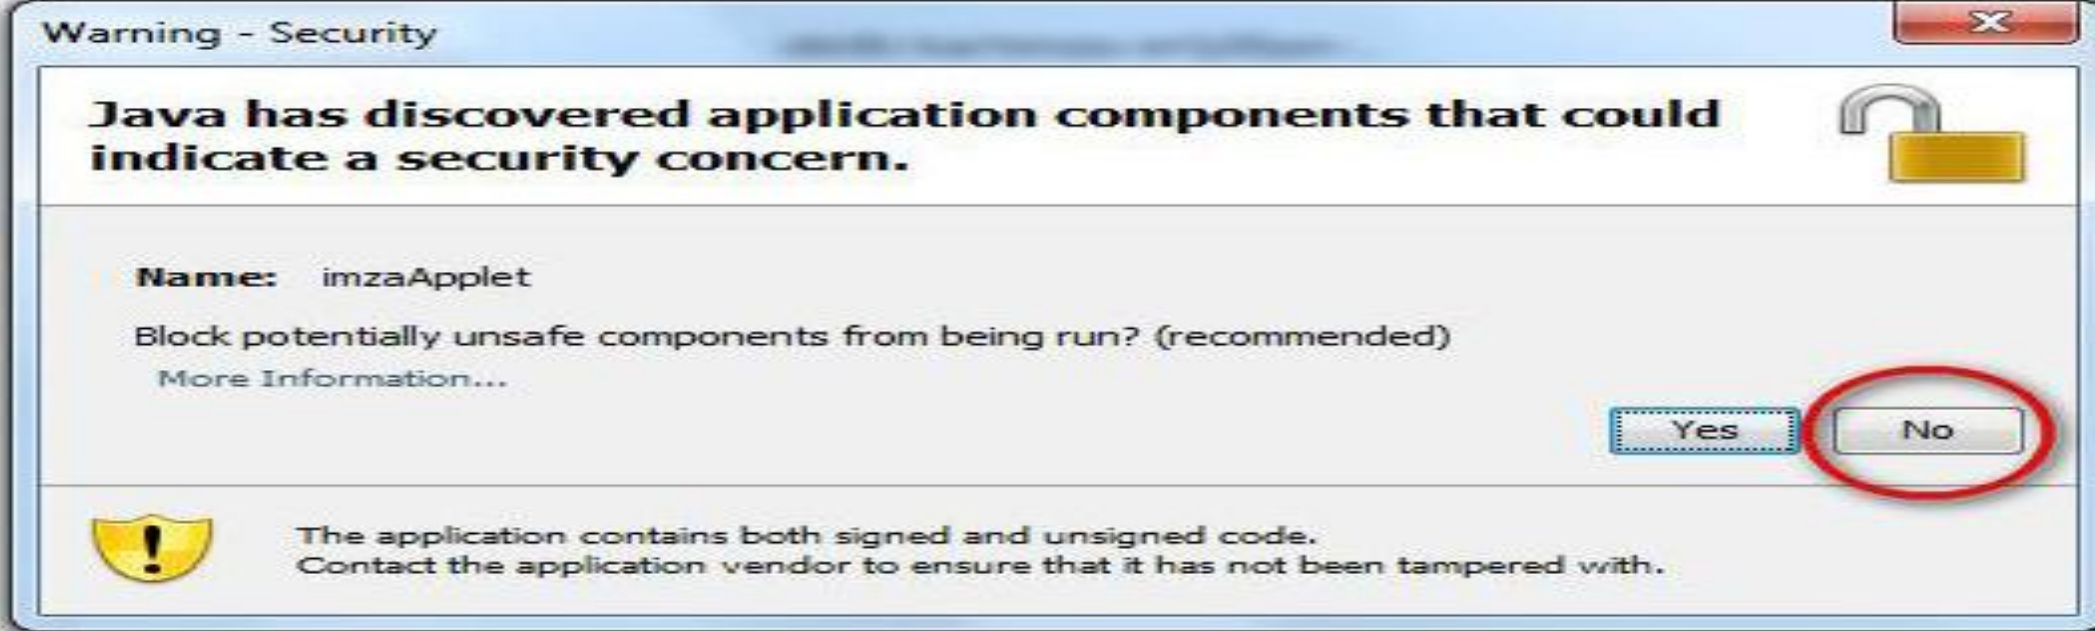 Warning - Security
Java has discovered application components that could
indicate a security concern.
Name: imzaApplet
Block potentially unsafe components from being run? (recommended)
More Information...
Yes No
The application contains both signed and unsigned code.
Contact the application vendor to ensure that it has not been tampered with.